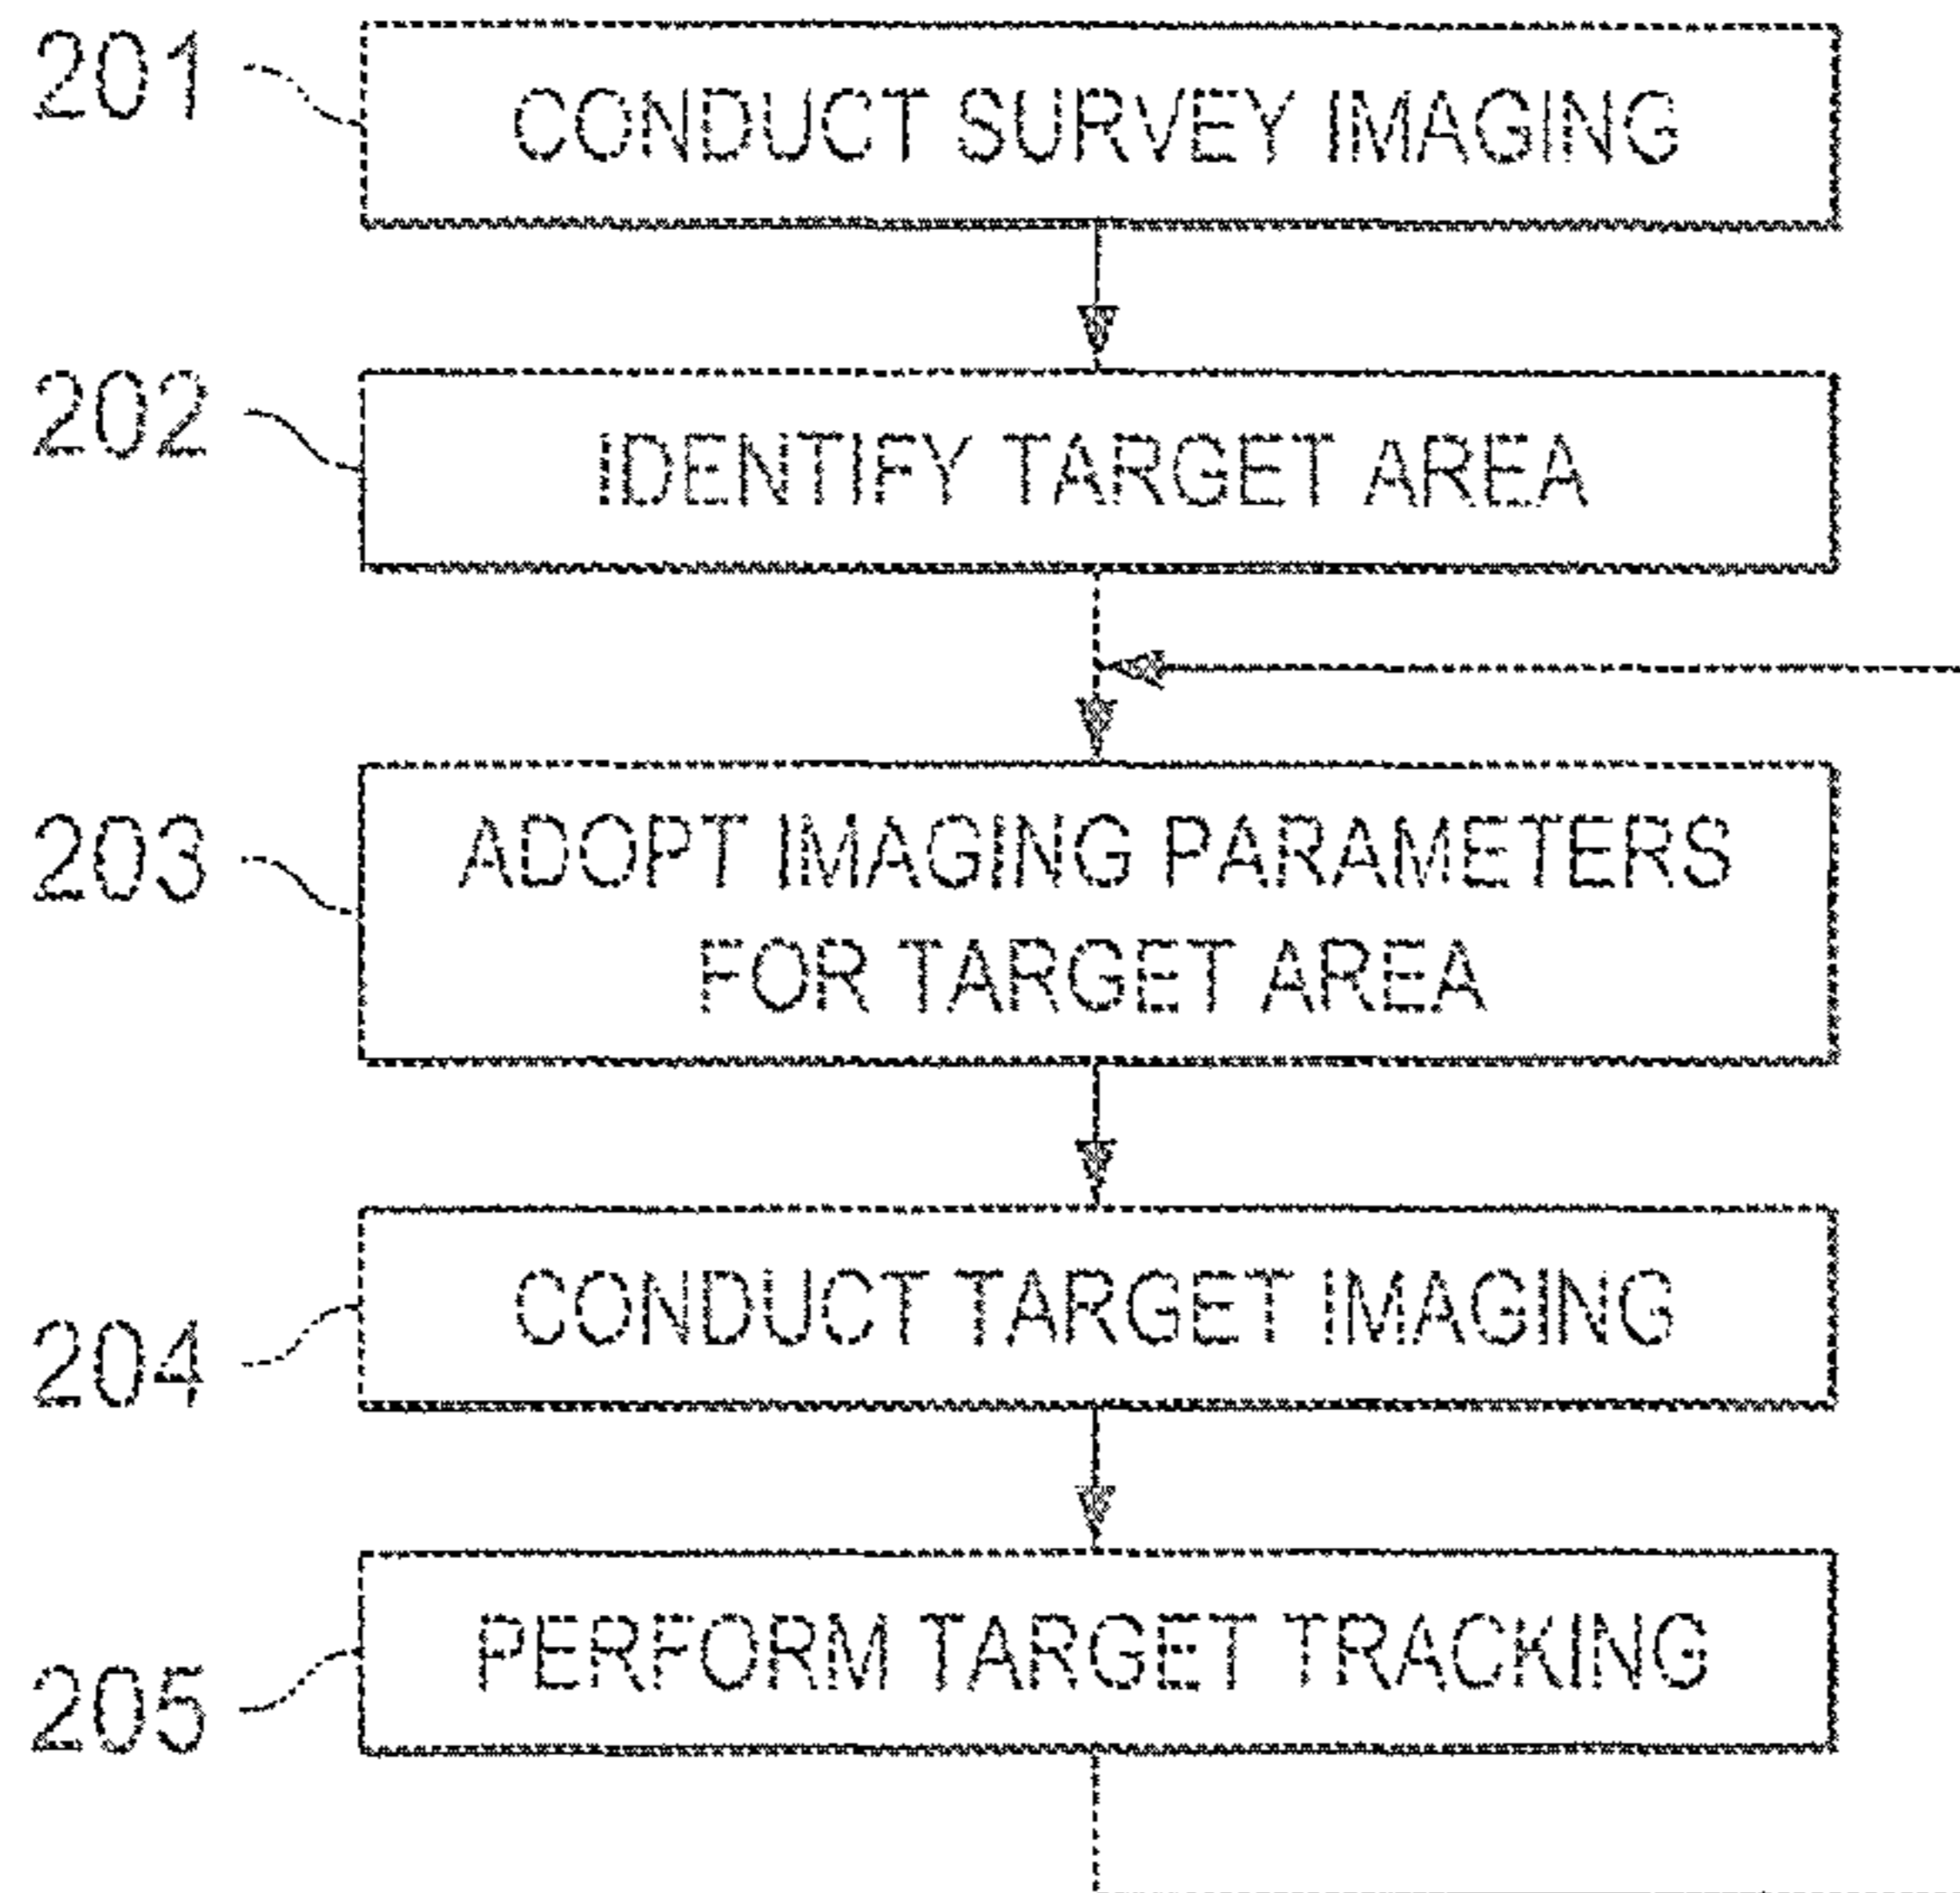 201
CONDUCT SURVEY IMAGING
202
IDENTIFY TARGET AREA
203
ADOPT IMAGING PARAMETERS
FOR TARGET AREA
204
CONDUCT TARGET IMAGING
205
PERFORM TARGET TRACKING